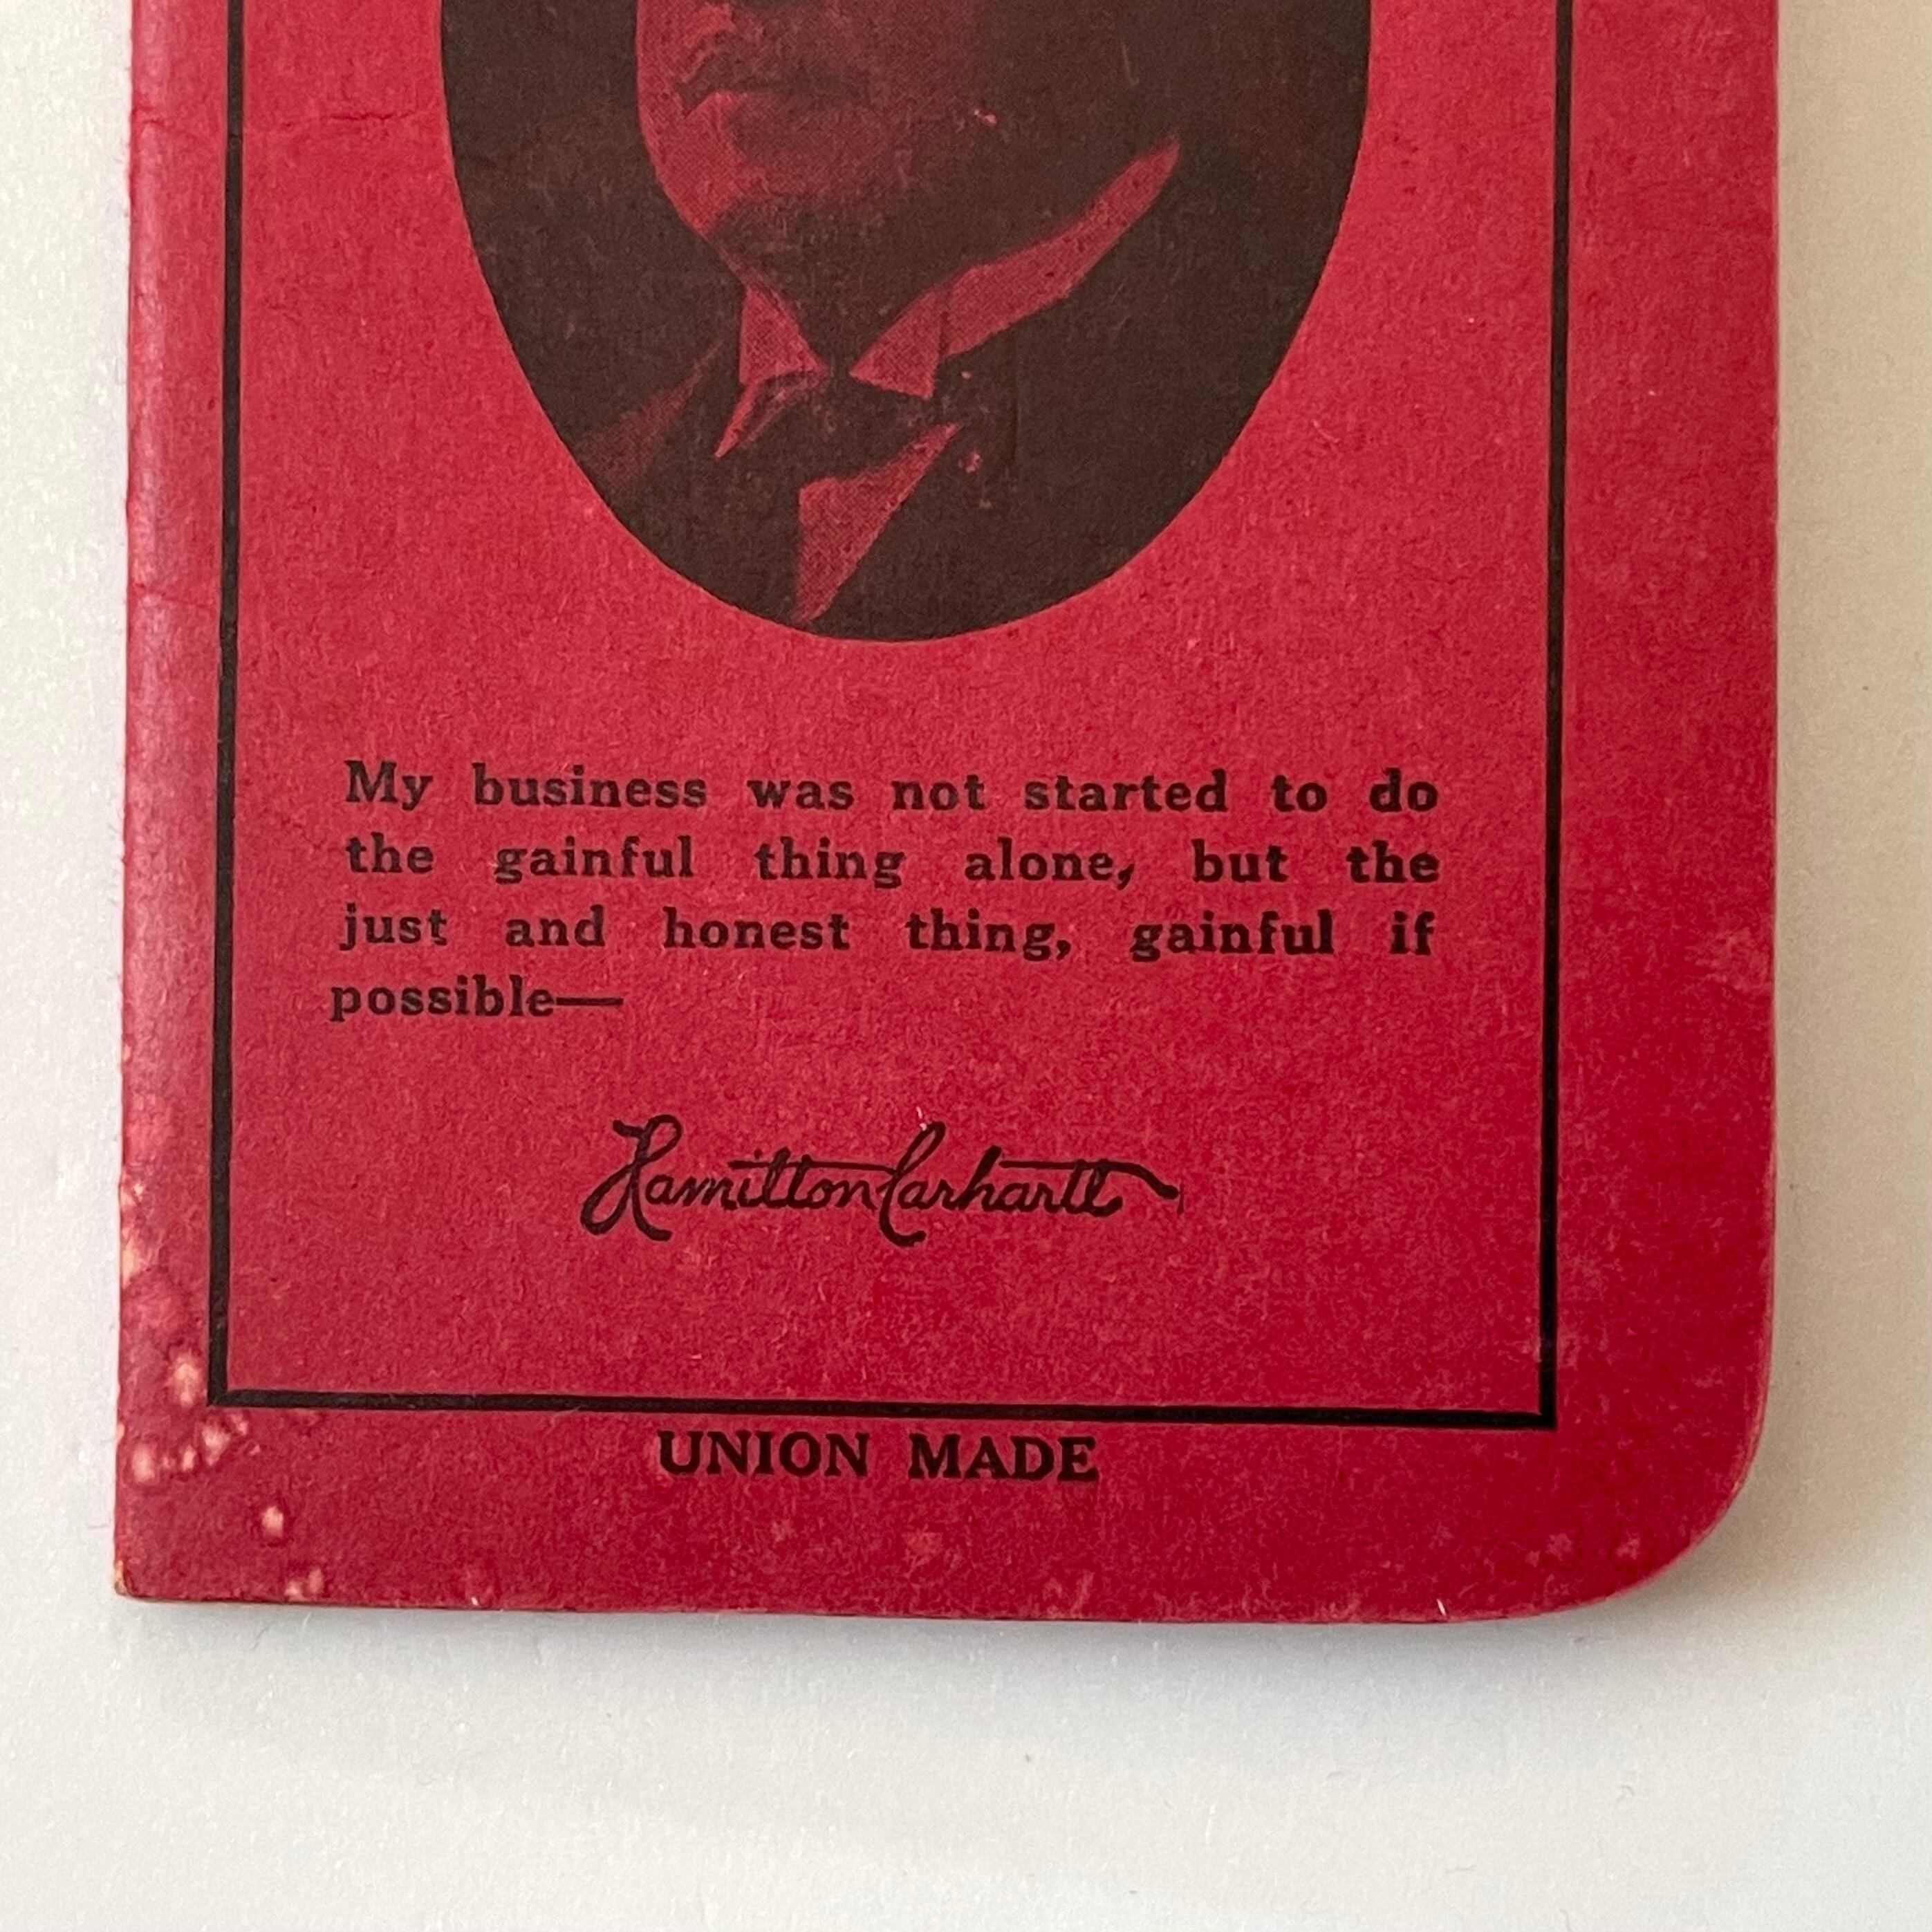 My business was not started to do
the gainful thing alone, but the
just and honest thing, gainful if
possible—
Hamilton Carhartt
UNION MADE